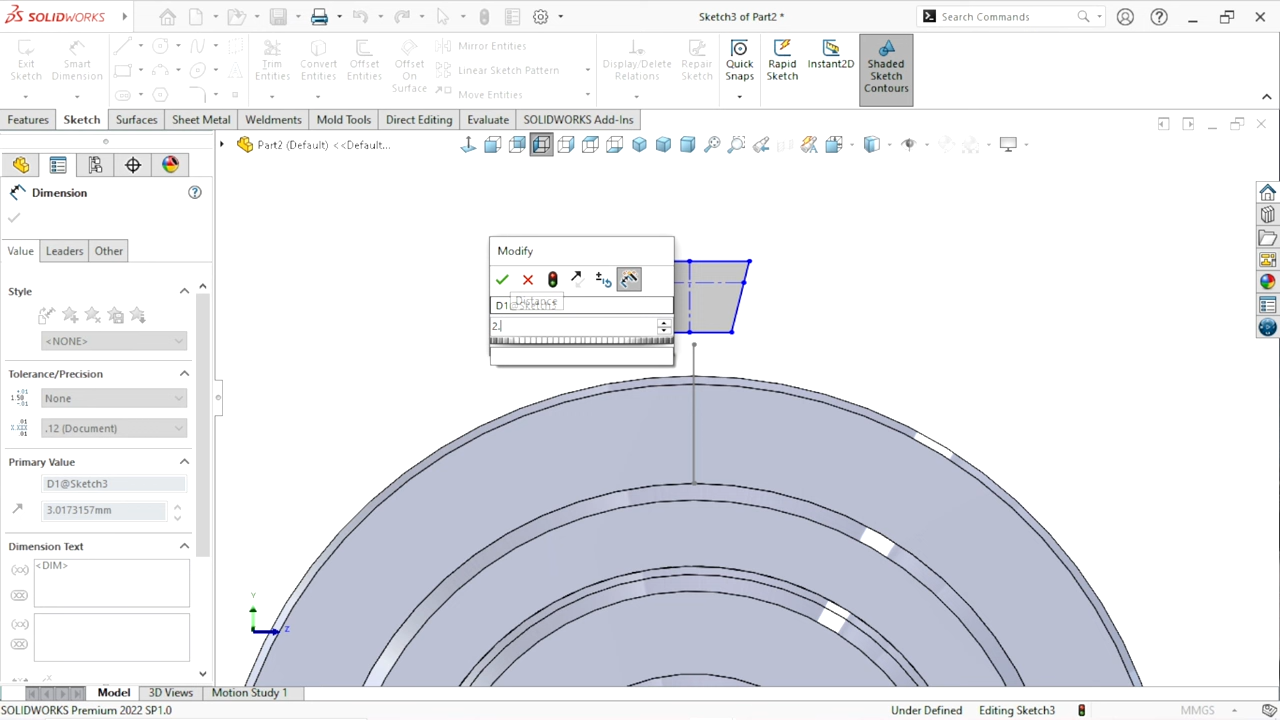 SOLIDWORKS
Sketch3 of Part2 *
Search Commands
Exit Sketch
Smart Dimension
Trim Entities
Convert Entities
Offset Entities
Offset On Surface
Mirror Entities
Linear Sketch Pattern
Move Entities
Display/Delete Relations
Repair Sketch
Quick Snaps
Rapid Sketch
Instant2D
Shaded Sketch Contours
Features
Sketch
Surfaces
Sheet Metal
Weldments
Mold Tools
Direct Editing
Evaluate
SOLIDWORKS Add-Ins
Part2 (Default) <<Default...
Dimension
Value
Leaders
Other
Style
<NONE>
Tolerance/Precision
None
.12 (Document)
Primary Value
D1@Sketch3
3.0173157mm
Dimension Text
<DIM>
Modify
D1@Sketch3
Distance
2.
Y
Z
Model
3D Views
Motion Study 1
SOLIDWORKS Premium 2022 SP1.0
Under Defined
Editing Sketch3
MMGS